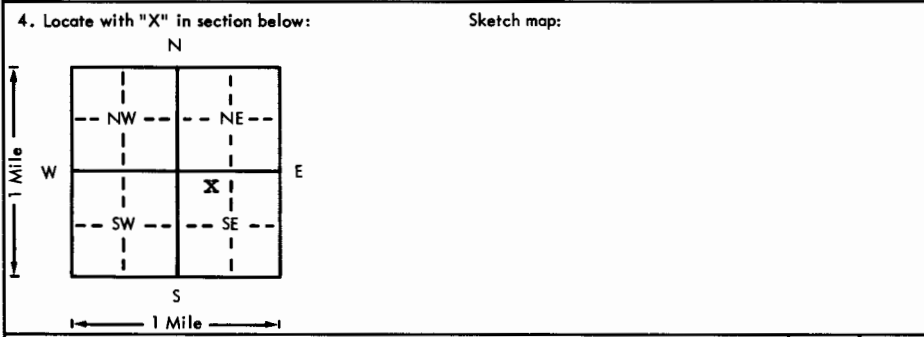 4. Locate with "X" in section below: Sketch map:
N
NW NE
W E
1 Mile
X
SW SE
S
1 Mile